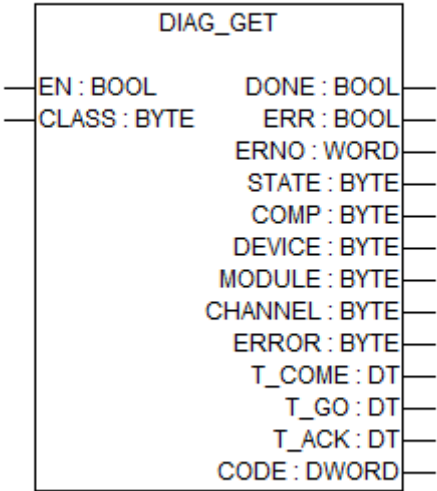 DIAG_GET
EN : BOOL DONE : BOOL
CLASS : BYTE ERR : BOOL
ERNO : WORD
STATE : BYTE
COMP : BYTE
DEVICE : BYTE
MODULE : BYTE
CHANNEL : BYTE
ERROR : BYTE
T_COME : DT
T_GO : DT
T_ACK : DT
CODE : DWORD